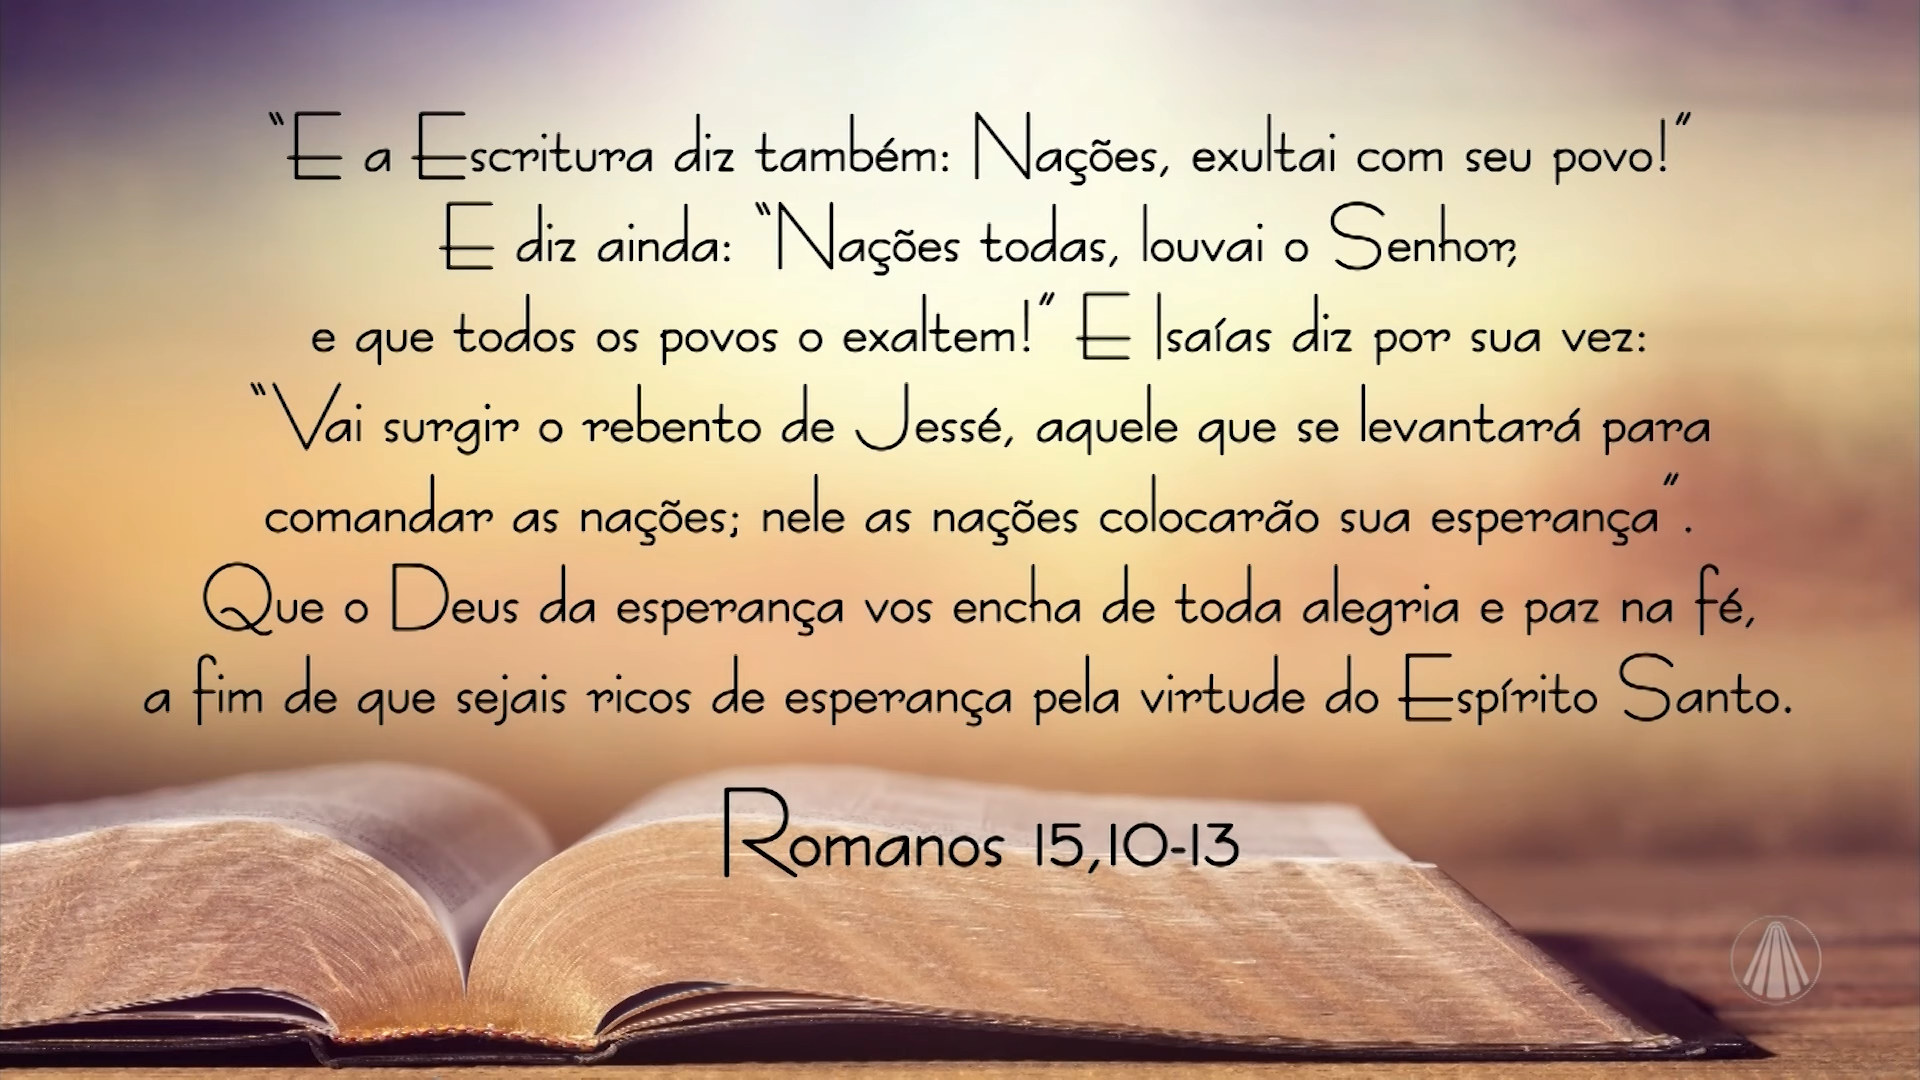 “E a Escritura diz também: Nações, exultai com seu povo!”
E diz ainda: “Nações todas, louvai o Senhor,
e que todos os povos o exaltem!” E Isaías diz por sua vez:
“Vai surgir o rebento de Jessé, aquele que se levantará para
comandar as nações; nele as nações colocarão sua esperança”.
Que o Deus da esperança vos encha de toda alegria e paz na fé,
a fim de que sejais ricos de esperança pela virtude do Espírito Santo.
Romanos 15,10-13